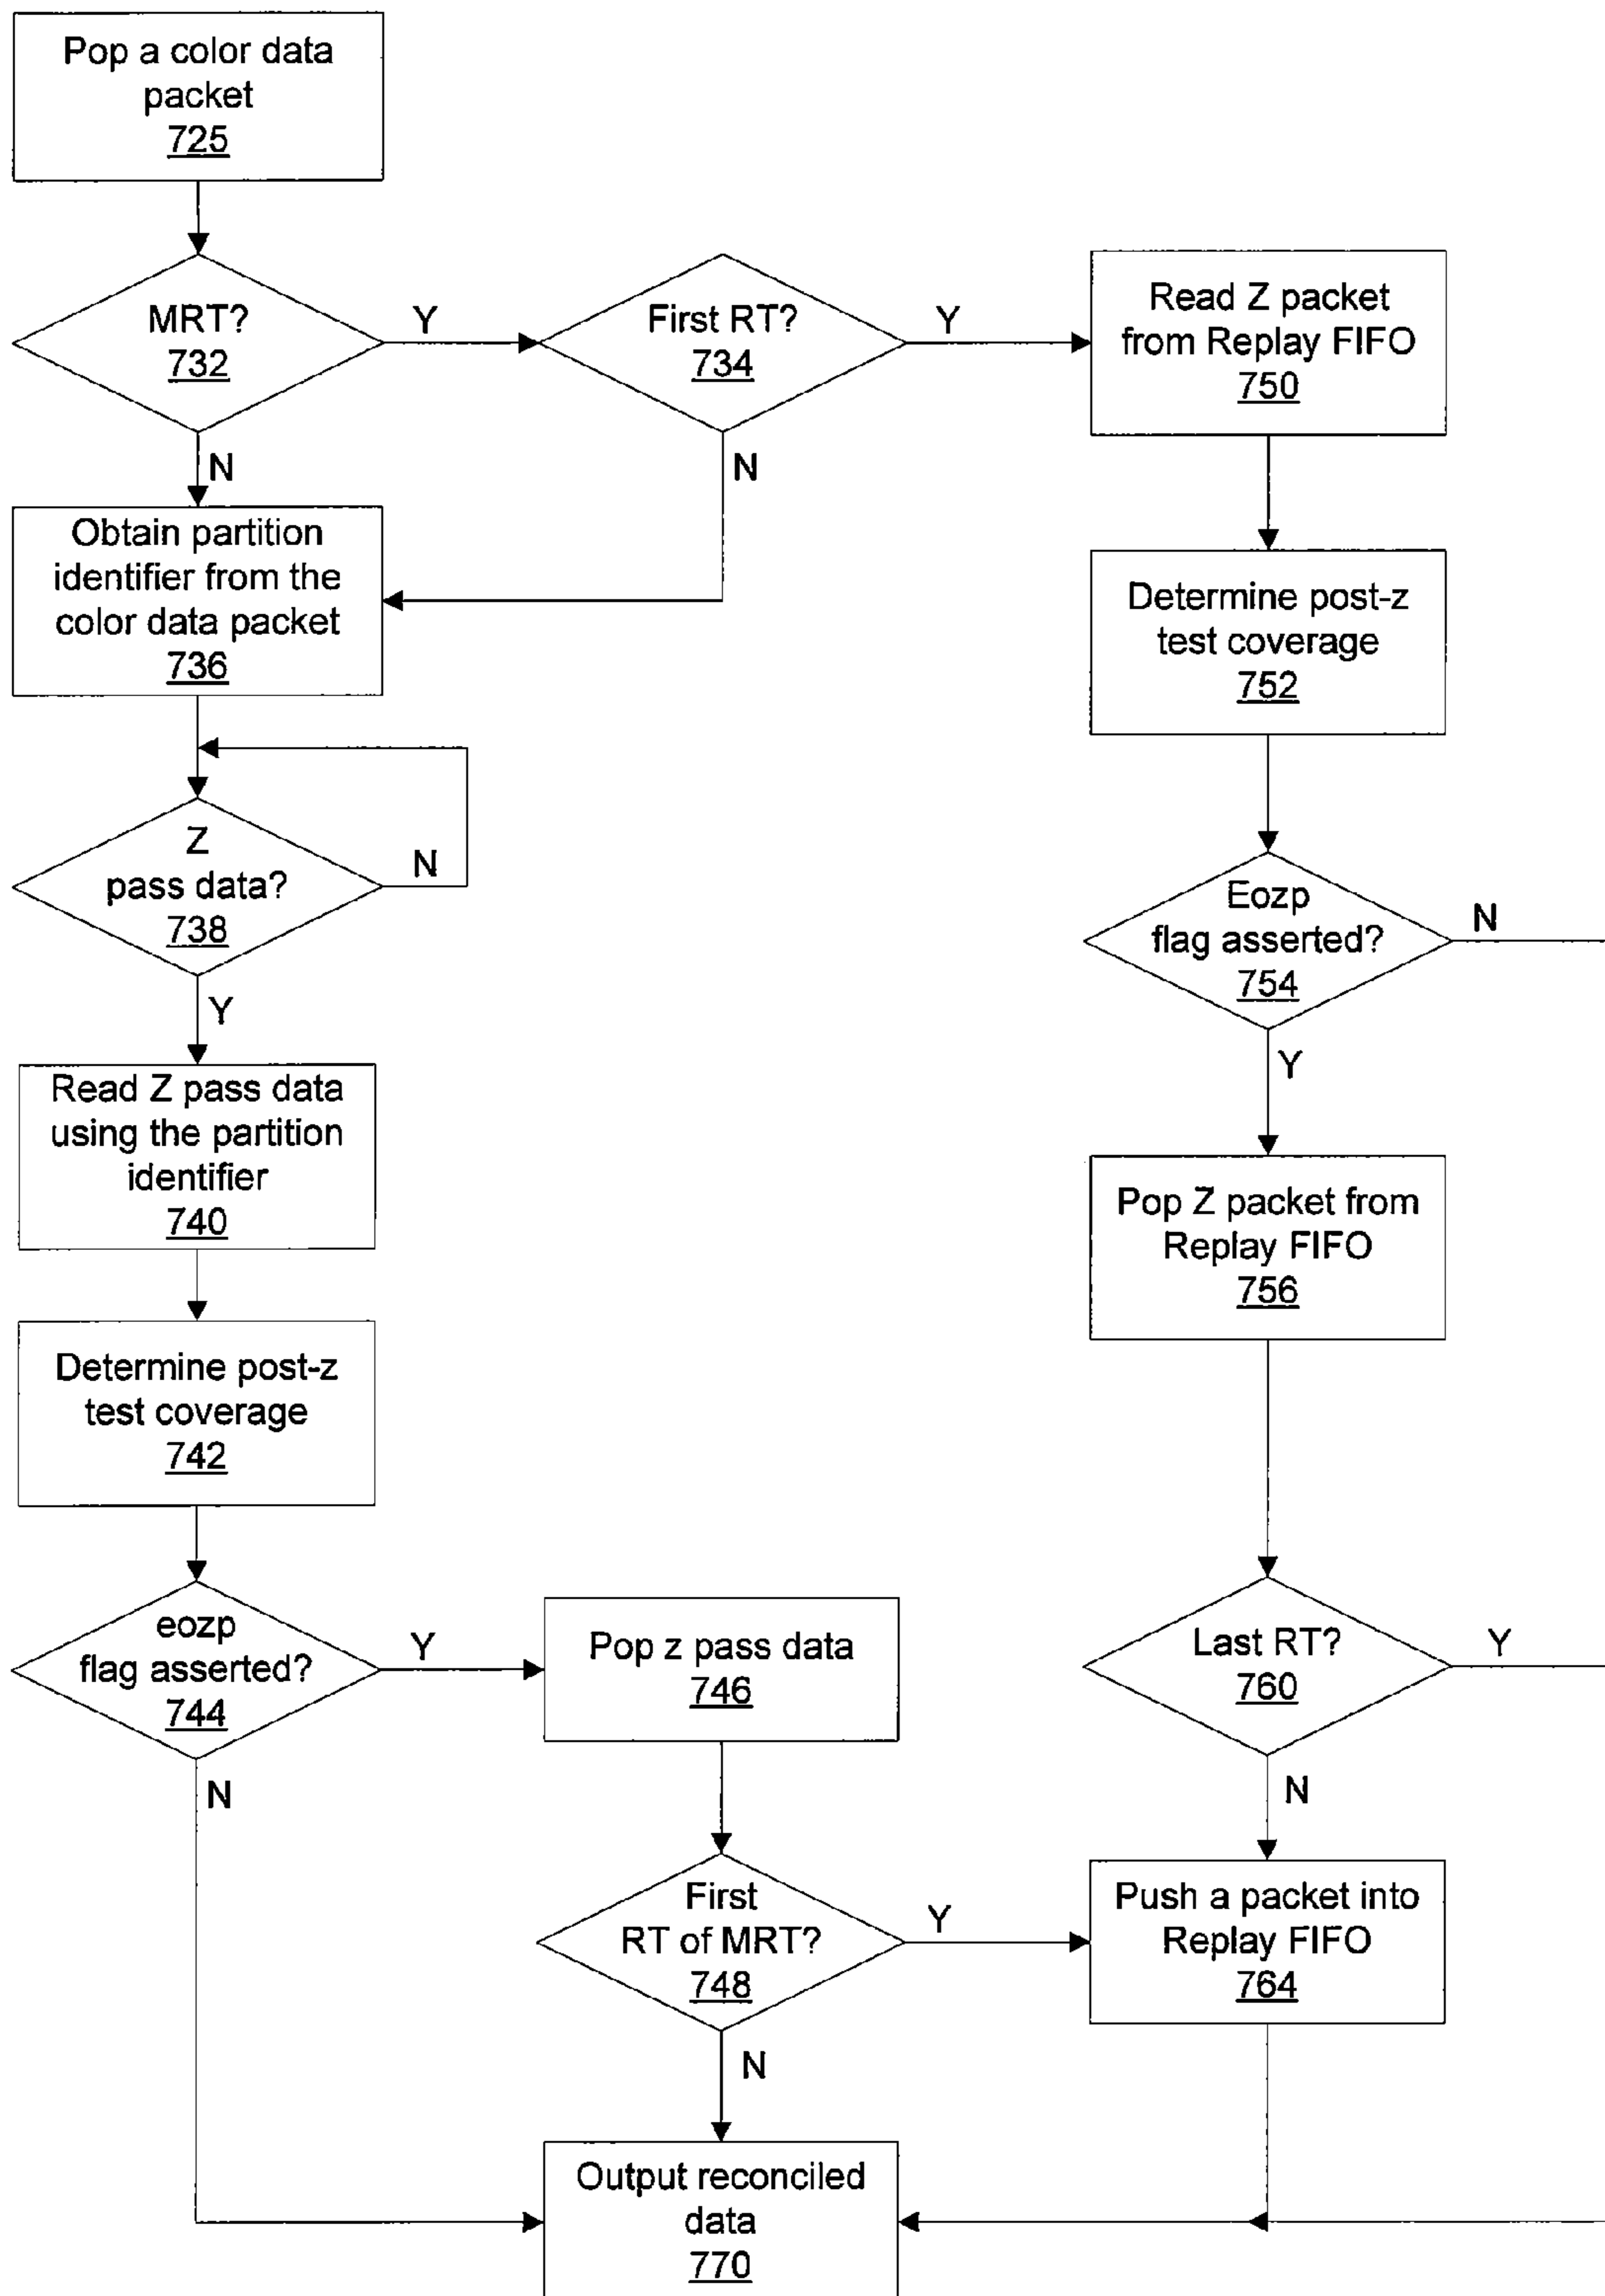 Pop a color data
packet
725
MRT?
732
Y
First RT?
734
Y
Read Z packet
from Replay FIFO
750
N
N
Obtain partition
identifier from the
color data packet
736
Determine post-z
test coverage
752
Z
pass data?
738
N
Eozp
flag asserted?
754
N
Y
Y
Read Z pass data
using the partition
identifier
740
Pop Z packet from
Replay FIFO
756
Determine post-z
test coverage
742
eozp
flag asserted?
744
Y
Pop z pass data
746
Last RT?
760
Y
N
N
First
RT of MRT?
748
Y
Push a packet into
Replay FIFO
764
N
Output reconciled
data
770